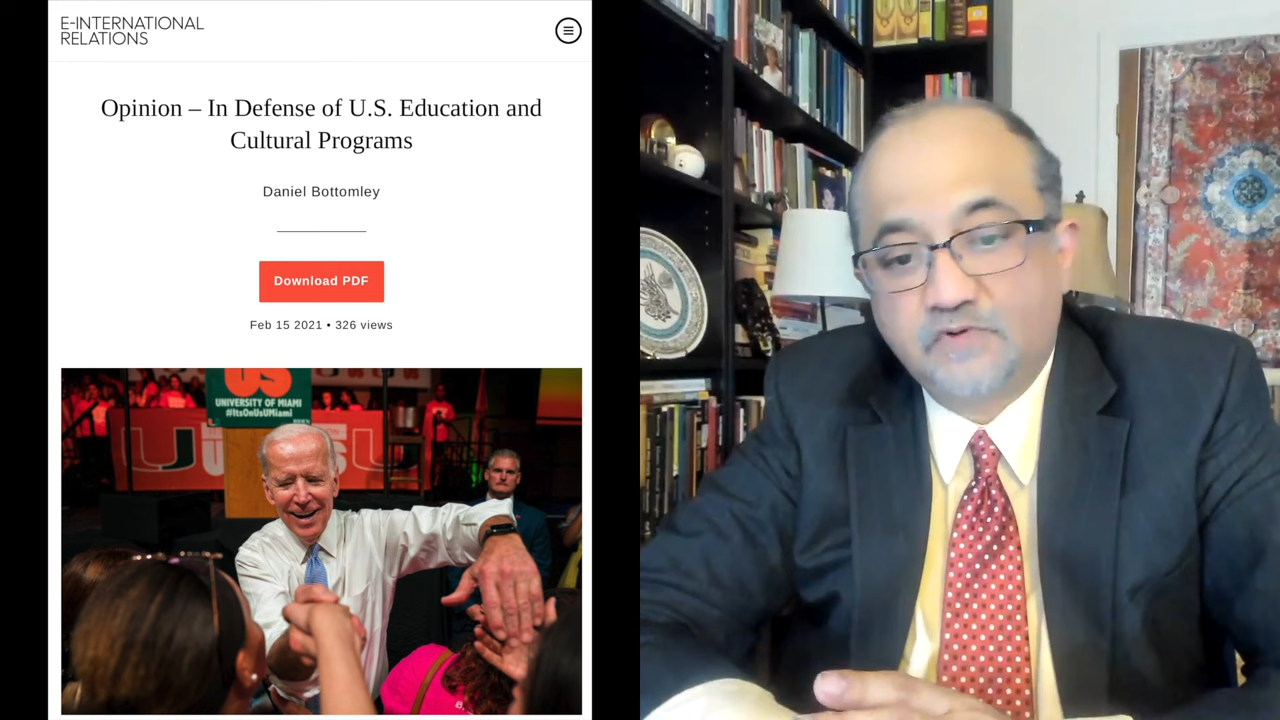 E-INTERNATIONAL
RELATIONS
Opinion – In Defense of U.S. Education and
Cultural Programs
Daniel Bottomley
Download PDF
Feb 15 2021 • 326 views
US
UNIVERSITY OF MIAMI
#ItsOnUsUMiami